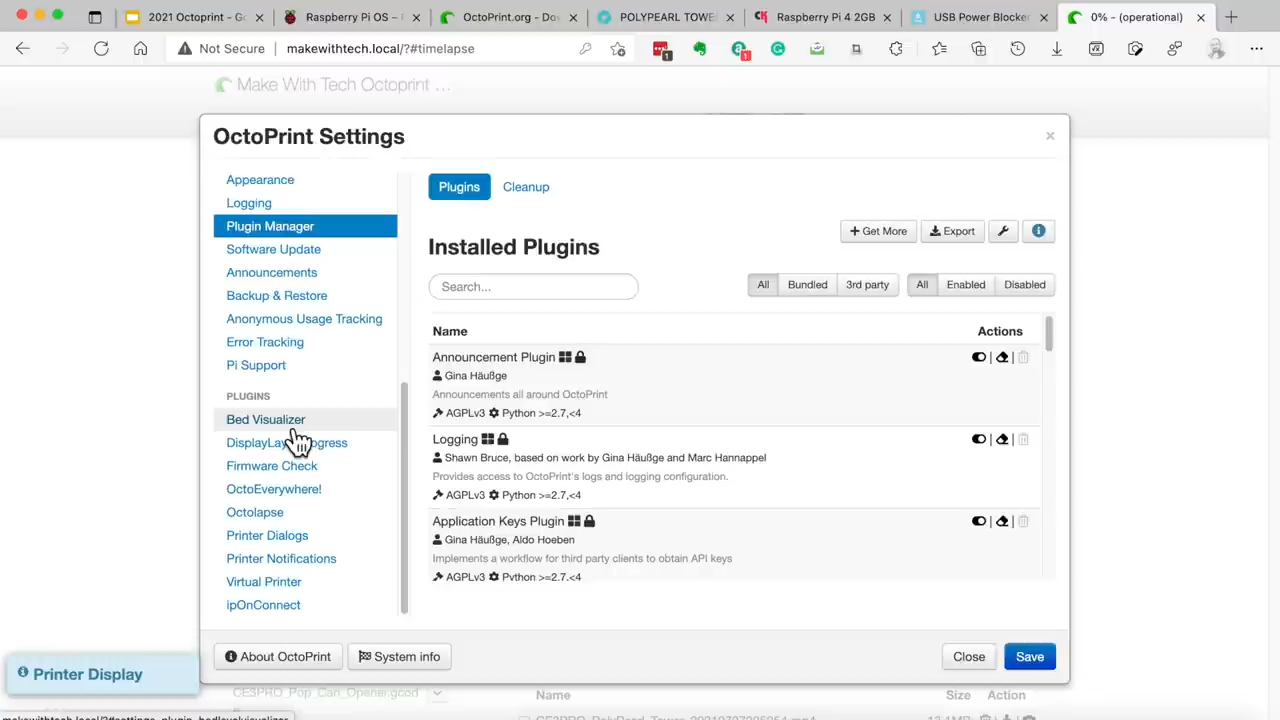 2021 Octoprint - G
Raspberry Pi OS –
OctoPrint.org - Do
POLYPEARL TOWE
Raspberry Pi 4 2GB
USB Power Blocke
0% - (operational)
Not Secure
makewithtech.local/?#timelapse
1
1
Make With Tech Octoprint ...
OctoPrint Settings
×
Appearance
Logging
Plugin Manager
Software Update
Announcements
Backup & Restore
Anonymous Usage Tracking
Error Tracking
Pi Support
PLUGINS
Bed Visualizer
DisplayLay ogress
Firmware Check
OctoEverywhere!
Octolapse
Printer Dialogs
Printer Notifications
Virtual Printer
ipOnConnect
Plugins Cleanup
Get More Export
Installed Plugins
Search...
All Bundled 3rd party
All Enabled Disabled
Name Actions
Announcement Plugin
Gina Häußge
Announcements all around OctoPrint
AGPLv3 Python >=2.7,<4
Logging
Shawn Bruce, based on work by Gina Häußge and Marc Hannappel
Provides access to OctoPrint's logs and logging configuration.
AGPLv3 Python >=2.7,<4
Application Keys Plugin
Gina Häußge, Aldo Hoeben
Implements a workflow for third party clients to obtain API keys
AGPLv3 Python >=2.7,<4
About OctoPrint System info
Close Save
Printer Display
CE3PRO_Pop_Can_Opener.gcod
Name Size Action